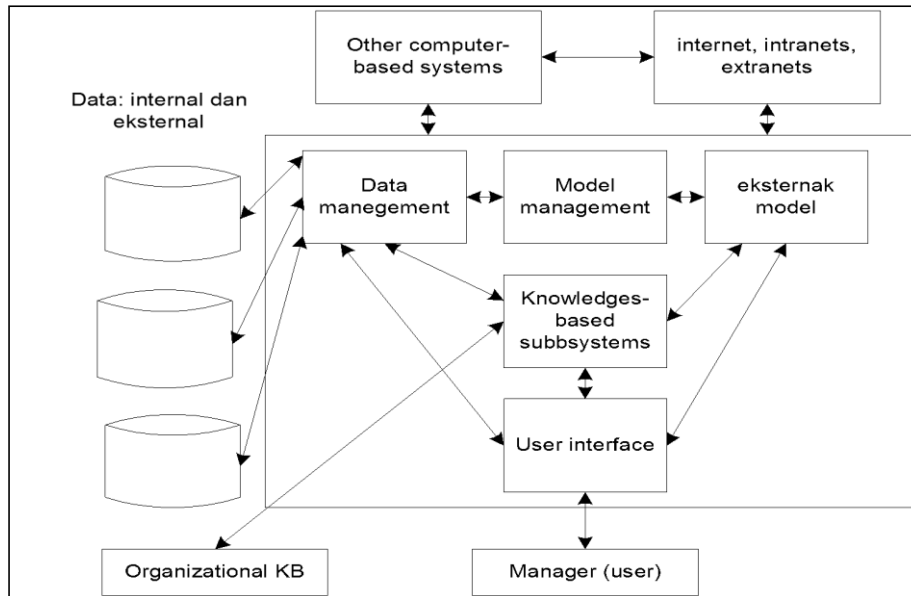 Other computer-
based systems
internet, intranets,
extranets
Data: internal dan
eksternal
Data
manegement
Model
management
eksternak
model
Knowledges-
based
subbsystems
User interface
Organizational KB
Manager (user)